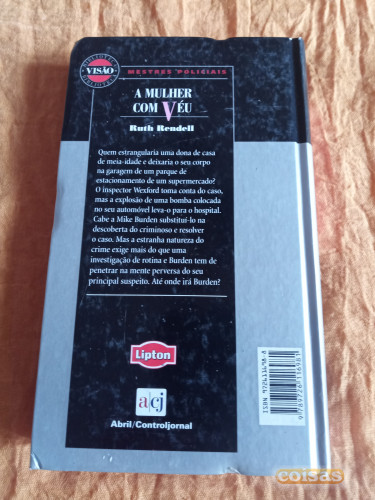 VISÃO
MESTRES POLICIAIS
A MULHER
COM VÉU
Ruth Rendell
Quem estrangularia uma dona de casa
de meia-idade e deixaria o seu corpo
na garagem de um parque de
estacionamento de um supermercado?
O inspector Wexford toma conta do caso,
mas a explosão de uma bomba colocada
no seu automóvel leva-o para o hospital.
Cabe a Mike Burden substituí-lo na
descoberta do criminoso e resolver
o caso. Mas a estranha natureza do
crime exige mais do que uma
investigação de rotina e Burden tem de
penetrar na mente perversa do seu
principal suspeito. Até onde irá Burden?
Lipton
a/cj
Abril/Controljornal
9 789726 116981
coisas